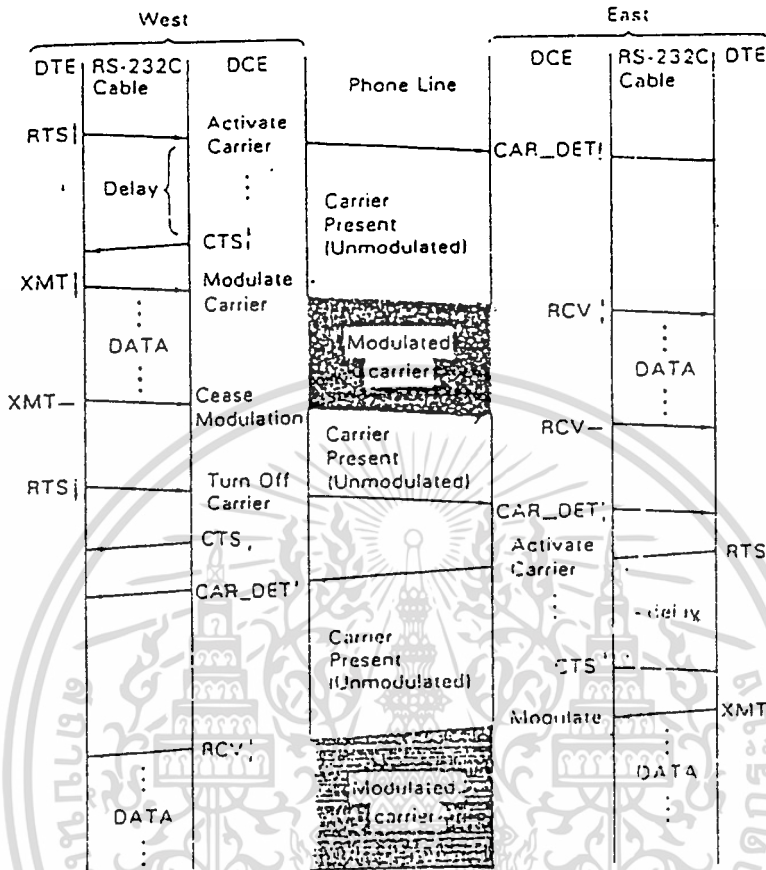 West
East
DTE
RS-232C
Cable
DCE
Phone Line
DCE
RS-232C
Cable
DTE
RTS
Activate
Carrier
CAR_DET
Delay
Carrier
Present
(Unmodulated)
CTS
XMT
Modulate
Carrier
RCV
DATA
Modulated
carrier
DATA
XMT–
Cease
Modulation
Carrier
Present
(Unmodulated)
RCV–
RTS
Turn Off
Carrier
CAR_DET
CTS
Activate
Carrier
RTS
CAR_DET
delay
Carrier
Present
(Unmodulated)
CTS
Modulate
XMT
RCV
DATA
Modulated
carrier
DATA